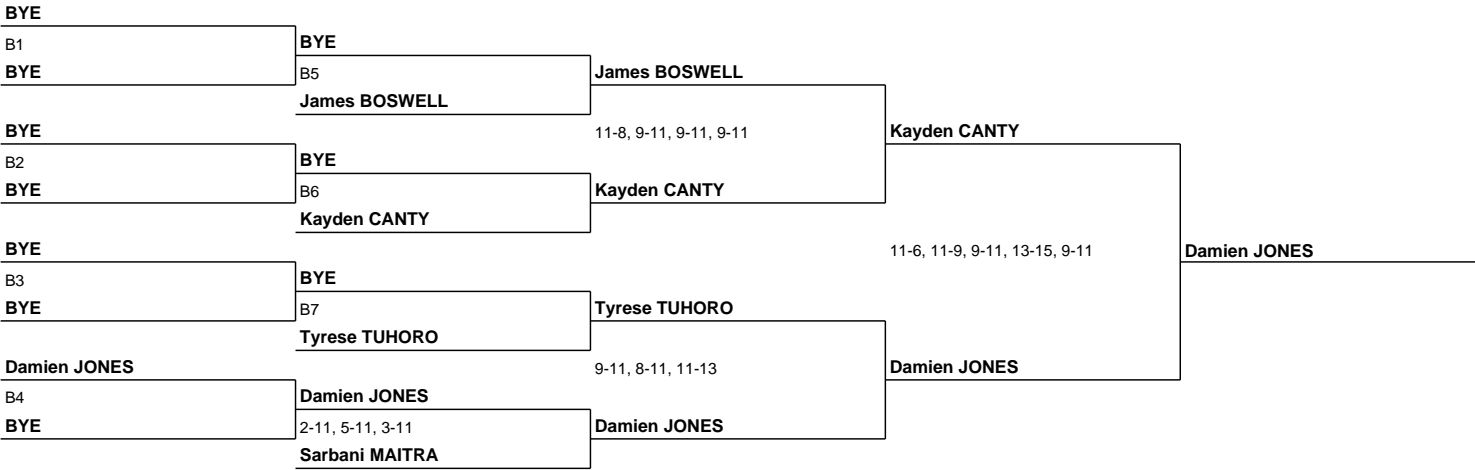 BYE
B1
BYE
BYE
B5
James BOSWELL
James BOSWELL
BYE
B2
BYE
BYE
B6
Kayden CANTY
11-8, 9-11, 9-11, 9-11
Kayden CANTY
Kayden CANTY
BYE
B3
BYE
BYE
B7
Tyrese TUHORO
Tyrese TUHORO
11-6, 11-9, 9-11, 13-15, 9-11
Damien JONES
Damien JONES
B4
BYE
Damien JONES
2-11, 5-11, 3-11
Sarbani MAITRA
9-11, 8-11, 11-13
Damien JONES
Damien JONES